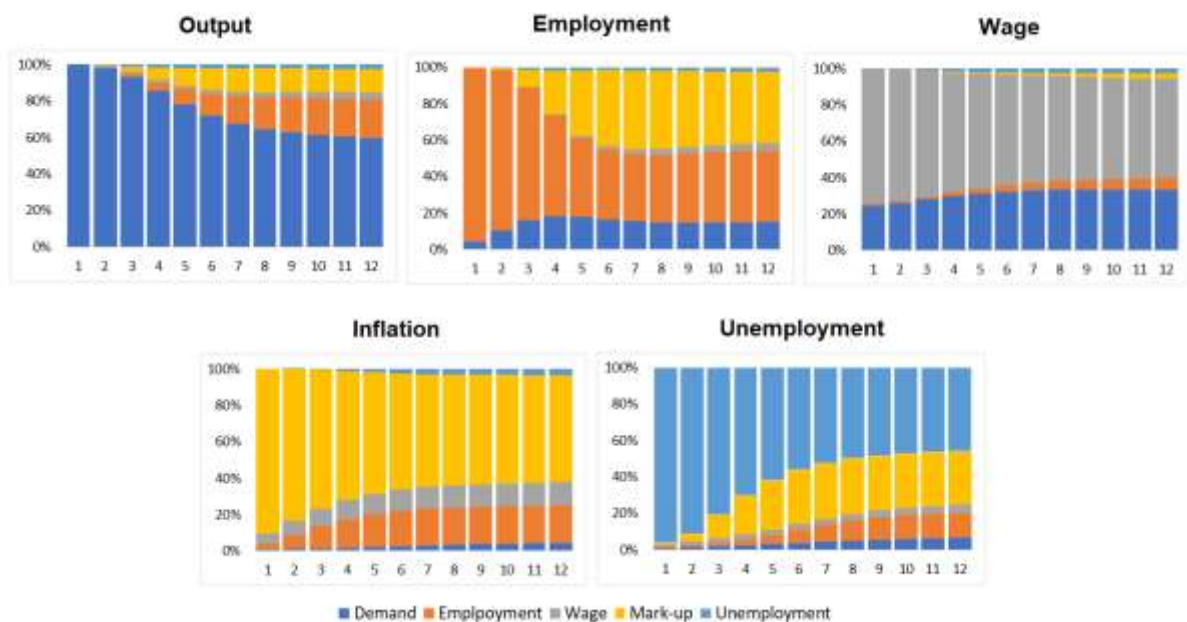 Output Employment Wage
100% 100% 100%
80% 80% 80%
60% 60% 60%
40% 40% 40%
20% 20% 20%
0% 0% 0%
1 2 3 4 5 6 7 8 9 10 11 12 1 2 3 4 5 6 7 8 9 10 11 12 1 2 3 4 5 6 7 8 9 10 11 12
Inflation Unemployment
100% 100%
80% 80%
60% 60%
40% 40%
20% 20%
0% 0%
1 2 3 4 5 6 7 8 9 10 11 12 1 2 3 4 5 6 7 8 9 10 11 12
Demand Emplpoyment Wage Mark-up Unemployment